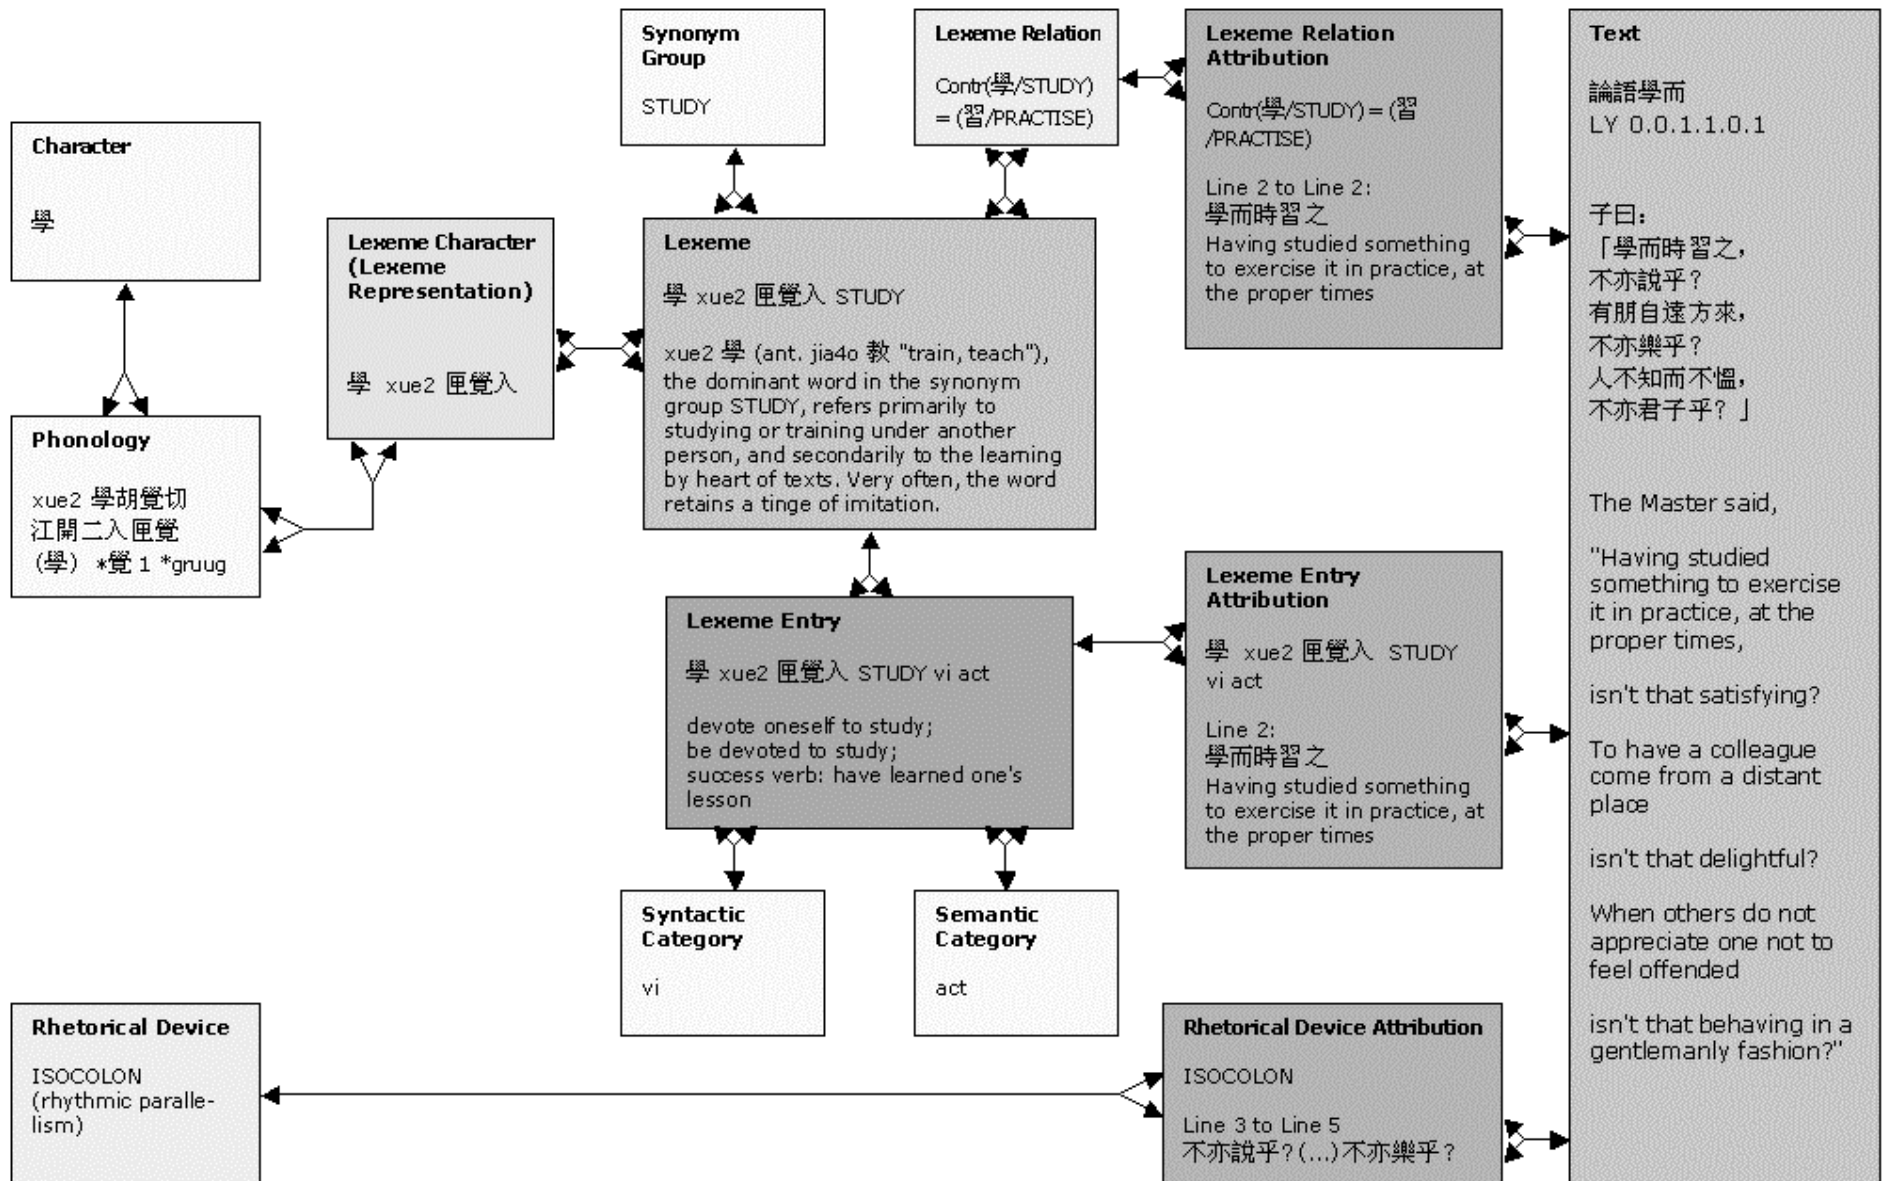 Synonym
Group
STUDY
Lexeme Relation
Contr(學/STUDY)
= (習/PRACTISE)
Lexeme Relation
Attribution
Contr(學/STUDY) = (習
/PRACTISE)
Line 2 to Line 2:
學而時習之
Having studied something
to exercise it in practice, at
the proper times
Text
論語學而
LY 0.0.1.1.0.1
子曰:
「學而時習之,
不亦說乎?
有朋自遠方來,
不亦樂乎?
人不知而不慍,
不亦君子乎?」
The Master said,
"Having studied
something to exercise
it in practice, at the
proper times,
isn't that satisfying?
To have a colleague
come from a distant
place
isn't that delightful?
When others do not
appreciate one not to
feel offended
isn't that behaving in a
gentlemanly fashion?"
Character
學
Lexeme Character
(Lexeme
Representation)
學 xue2 匣覺入
Lexeme
學 xue2 匣覺入 STUDY
xue2 學 (ant. jia4o 教 "train, teach"),
the dominant word in the synonym
group STUDY, refers primarily to
studying or training under another
person, and secondarily to the learning
by heart of texts. Very often, the word
retains a tinge of imitation.
Phonology
xue2 學胡覺切
江開二入匣覺
(學) *覺 1 *gruug
Lexeme Entry
學 xue2 匣覺入 STUDY vi act
devote oneself to study;
be devoted to study;
success verb: have learned one's
lesson
Lexeme Entry
Attribution
學 xue2 匣覺入 STUDY
vi act
Line 2:
學而時習之
Having studied something
to exercise it in practice, at
the proper times
Syntactic
Category
vi
Semantic
Category
act
Rhetorical Device
ISOCOLON
(rhythmic paralle-
lism)
Rhetorical Device Attribution
ISOCOLON
Line 3 to Line 5
不亦說乎?(...)不亦樂乎?